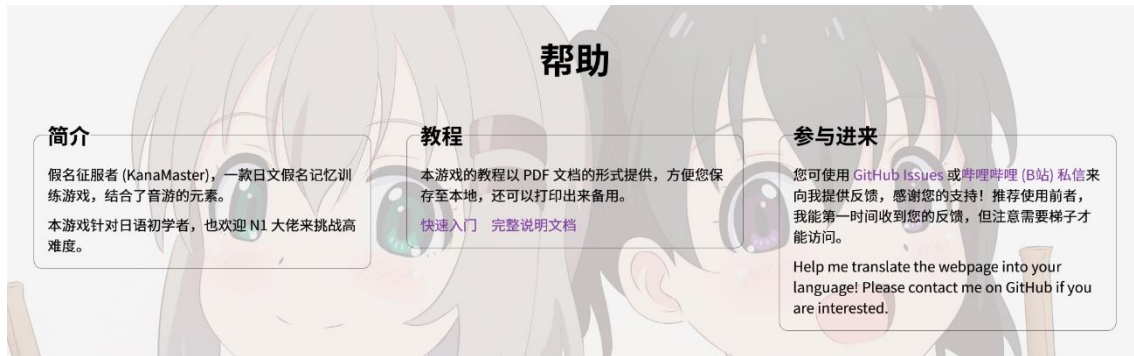 帮助
简介
假名征服者 (KanaMaster)，一款日文假名记忆训
练游戏，结合了音游的元素。
本游戏针对日语初学者，也欢迎 N1 大佬来挑战高
难度。
教程
本游戏的教程以 PDF 文档的形式提供，方便您保
存至本地，还可以打印出来备用。
快速入门 完整说明文档
参与进来
您可使用 GitHub Issues 或哔哩哔哩 (B站) 私信来
向我提供反馈，感谢您的支持！推荐使用前者，
我能第一时间收到您的反馈，但注意需要梯子才
能访问。
Help me translate the webpage into your
language! Please contact me on GitHub if you
are interested.